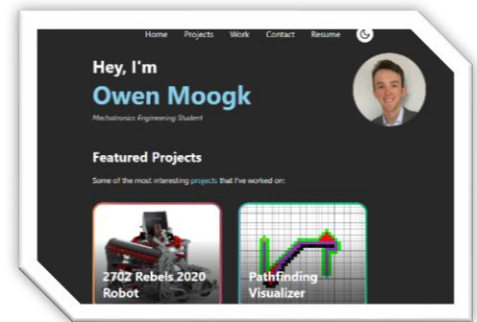 Home Projects Work Contact Resume
Hey, I'm
Owen Moogk
Mechatronics Engineering Student
Featured Projects
Some of the most interesting projects that I've worked on:
2702 Rebels 2020
Robot
Pathfinding
Visualizer